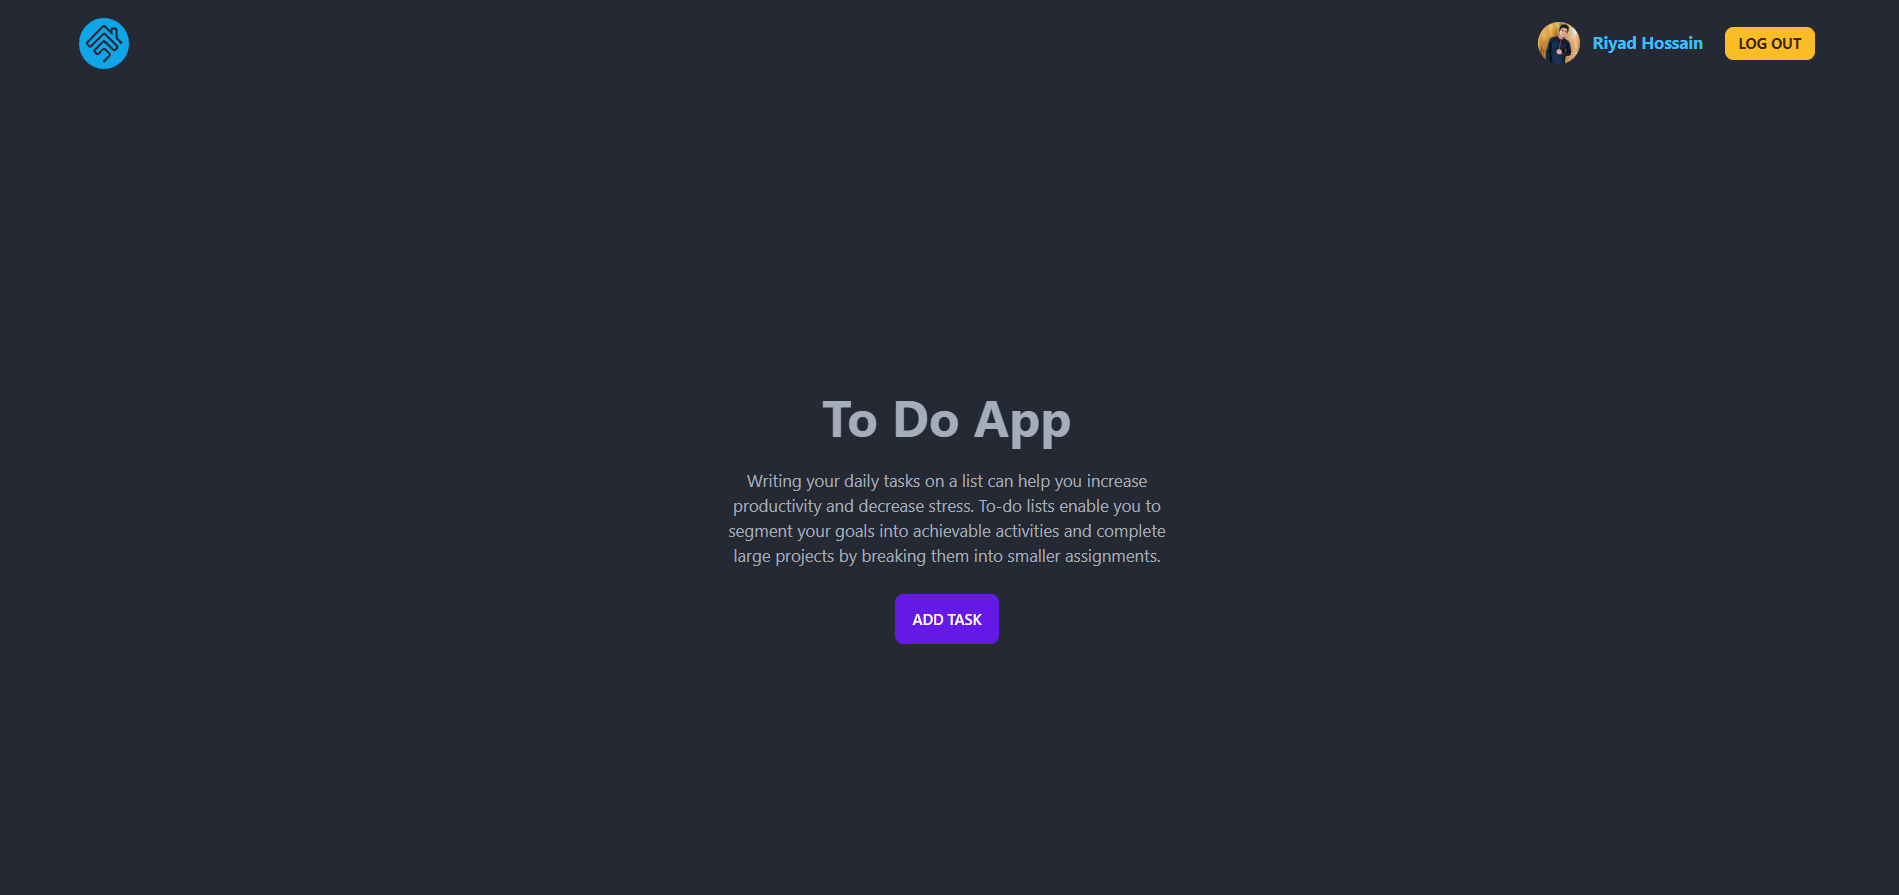 Riyad Hossain
LOG OUT
To Do App
Writing your daily tasks on a list can help you increase
productivity and decrease stress. To-do lists enable you to
segment your goals into achievable activities and complete
large projects by breaking them into smaller assignments.
ADD TASK